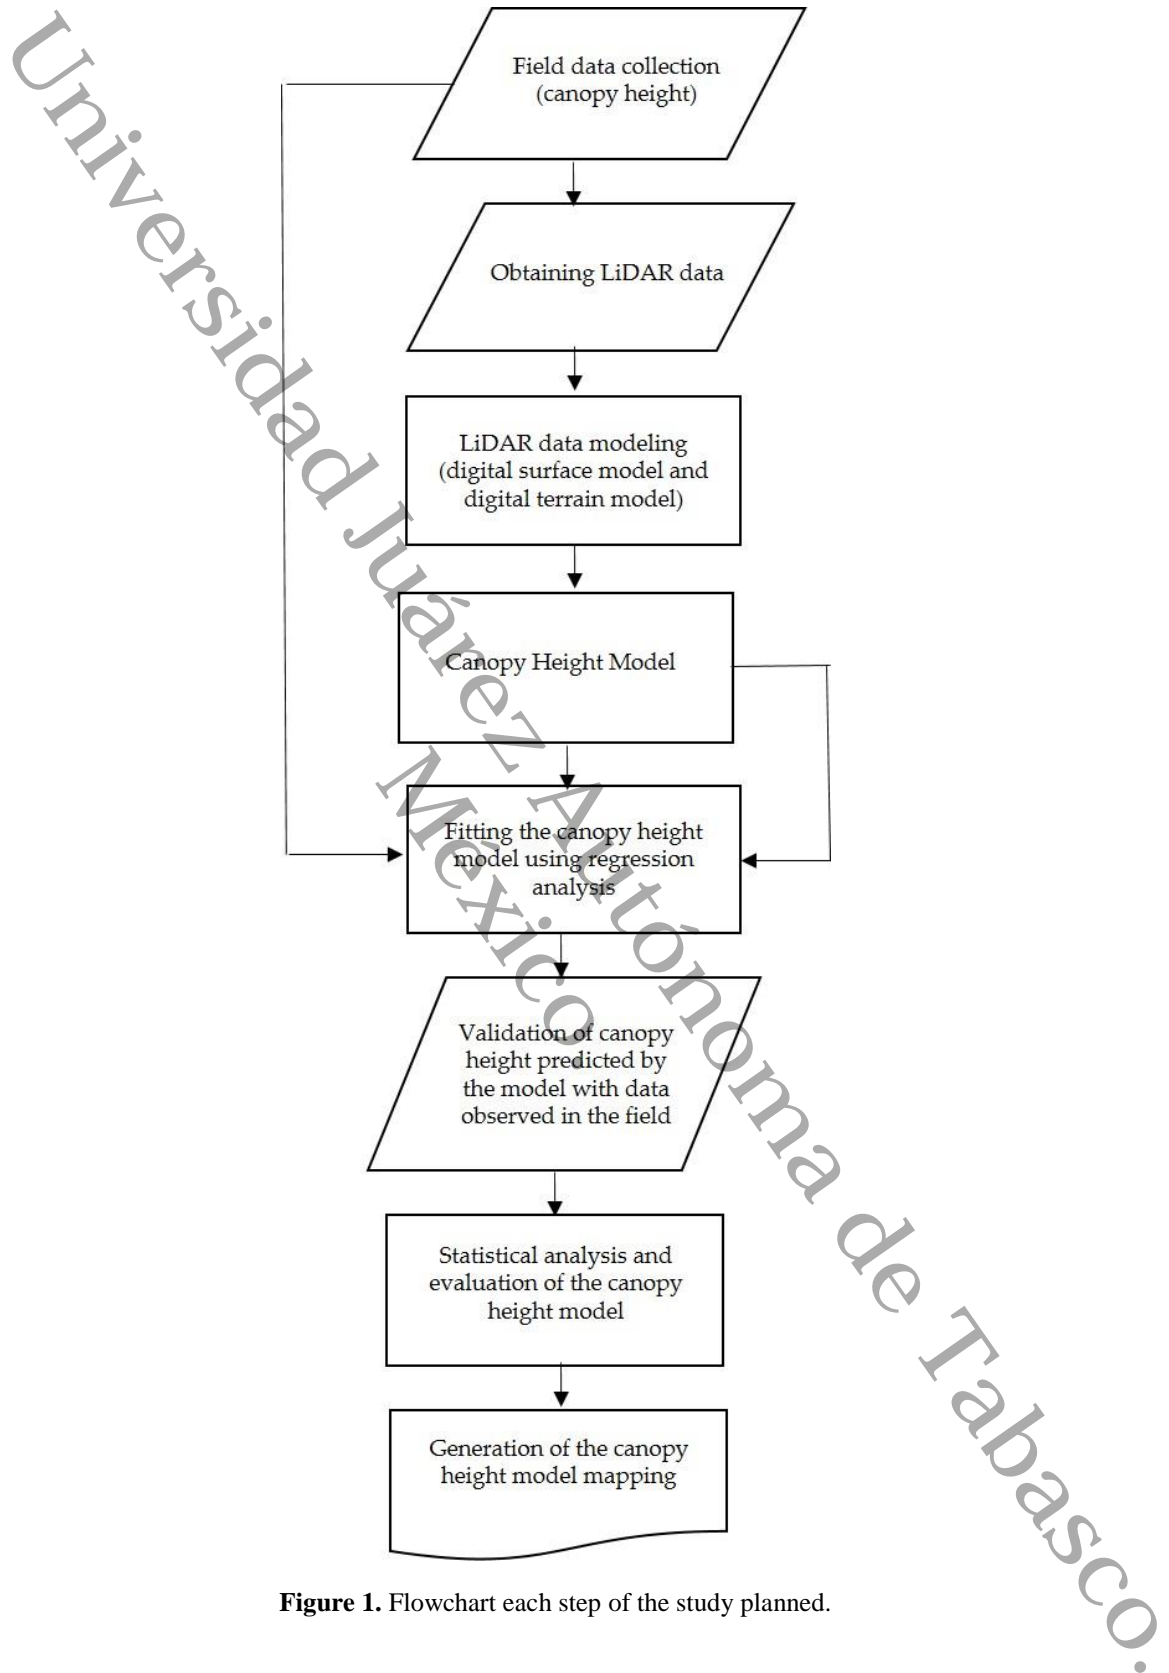 Field data collection
(canopy height)
Obtaining LiDAR data
LiDAR data modeling
(digital surface model and
digital terrain model)
Canopy Height Model
Fitting the canopy height
model using regression
analysis
Validation of canopy
height predicted by
the model with data
observed in the field
Statistical analysis and
evaluation of the canopy
height model
Generation of the canopy
height model mapping
Figure 1. Flowchart each step of the study planned.
Universidad Juárez Autónoma de Tabasco.
México.